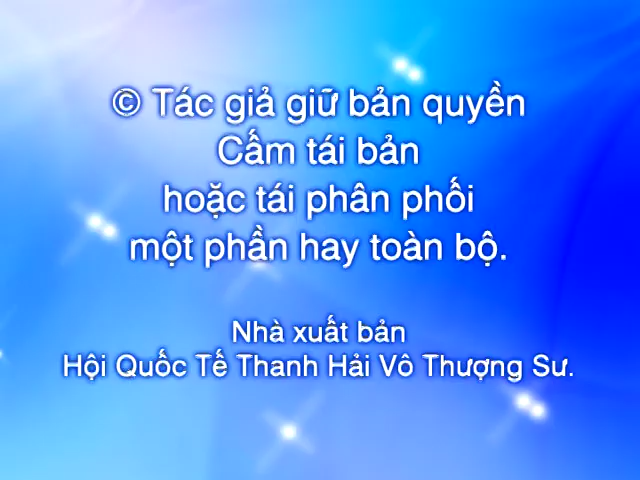 © Tác giả giữ bản quyền
Cấm tái bản
hoặc tái phân phối
một phần hay toàn bộ.
Nhà xuất bản
Hội Quốc Tế Thanh Hải Vô Thượng Sư.